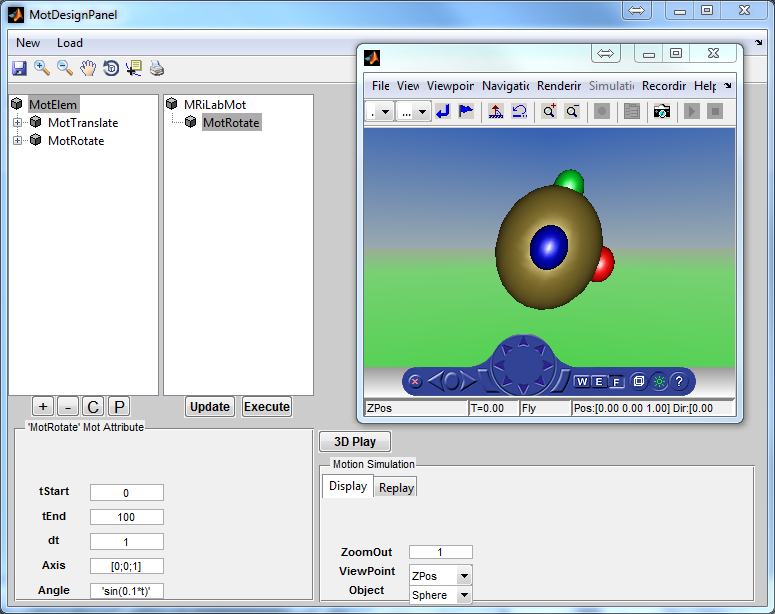 MotDesignPanel
New Load
MotElem
MotTranslate
MotRotate
MRiLabMot
MotRotate
File View Viewpoin Navigatic Renderin Simulatio Recordir Help
. ...
W E F ?
ZPos T=0.00 Fly Pos:[0.00 0.00 1.00] Dir:[0.00
+ - C P Update Execute
'MotRotate' Mot Attribute
tStart 0
tEnd 100
dt 1
Axis [0;0;1]
Angle 'sin(0.1*t)'
3D Play
Motion Simulation
Display Replay
ZoomOut 1
ViewPoint ZPos
Object Sphere